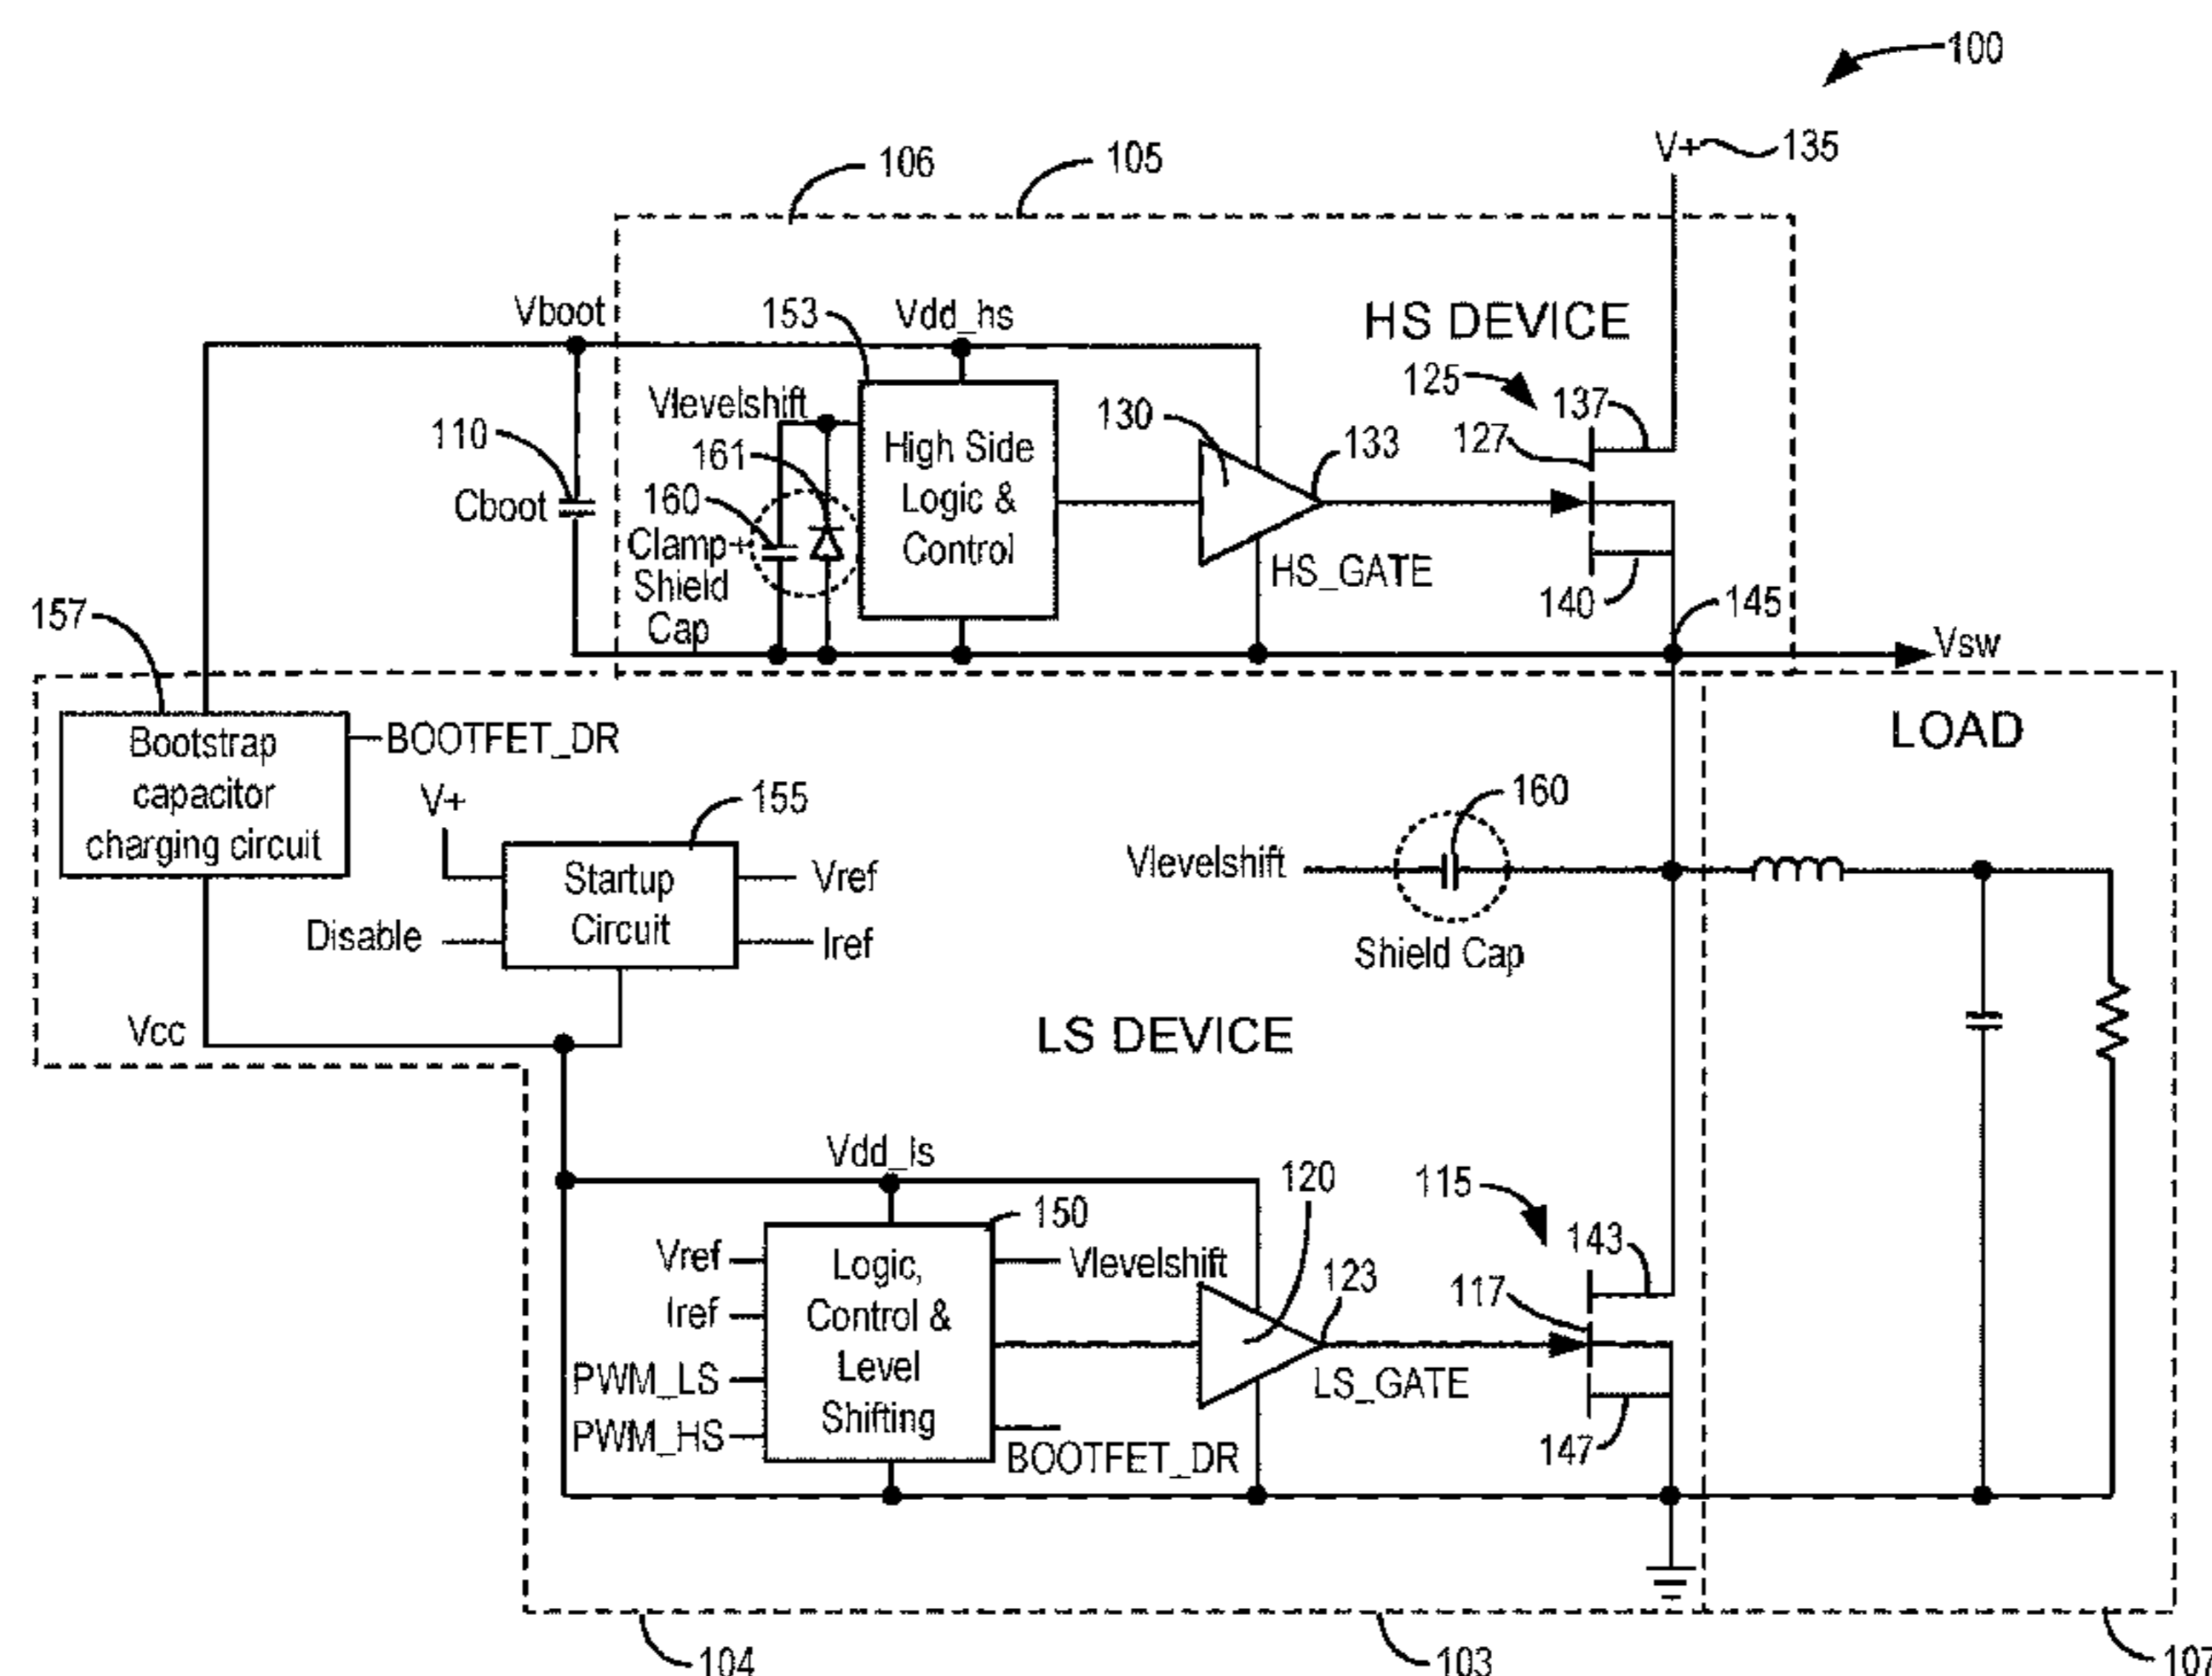 100
V+
135
106
105
Vboot
153
Vdd_hs
HS DEVICE
125
137
Vlevelshift
110
161
130
127
133
High Side
Logic &
Control
160
Cboot
Clamp+
Shield
Cap
HS_GATE
140
145
157
Vsw
LOAD
Bootstrap
capacitor
charging circuit
BOOTFET_DR
V+
155
160
Startup
Circuit
Vref
Vlevelshift
Disable
Iref
Shield Cap
Vcc
LS DEVICE
Vdd_ls
120
115
150
143
Vref
Logic,
Control &
Level
Shifting
Vlevelshift
123
117
Iref
PWM_LS
LS_GATE
PWM_HS
BOOTFET_DR
147
104
103
107